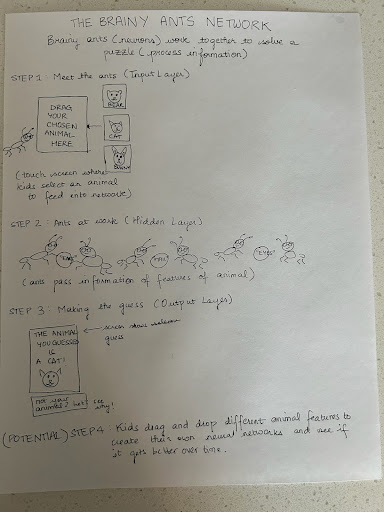 THE BRAINY ANTS NETWORK
Brainy ants (neurons) work together to solve a
puzzle (process information)
STEP 1: Meet the ants (Input Layer)
DRAG
YOUR
CHOSEN
ANIMAL
HERE
BEAR
CAT
BUNNY
(touch screen where
kids select an animal
to feed into network)
STEP 2: Ants at work (Hidden Layer)
EYES
(ants pass information of features of animal)
STEP 3: Making the guess (Output Layer)
THE ANIMAL
YOU GUESSED
IS
A CAT!
screen shows
guess
Not your
animal? Let's see
why!
(POTENTIAL) STEP 4: Kids drag and drop different animal features to
create their own neural networks and see if
it gets better over time.